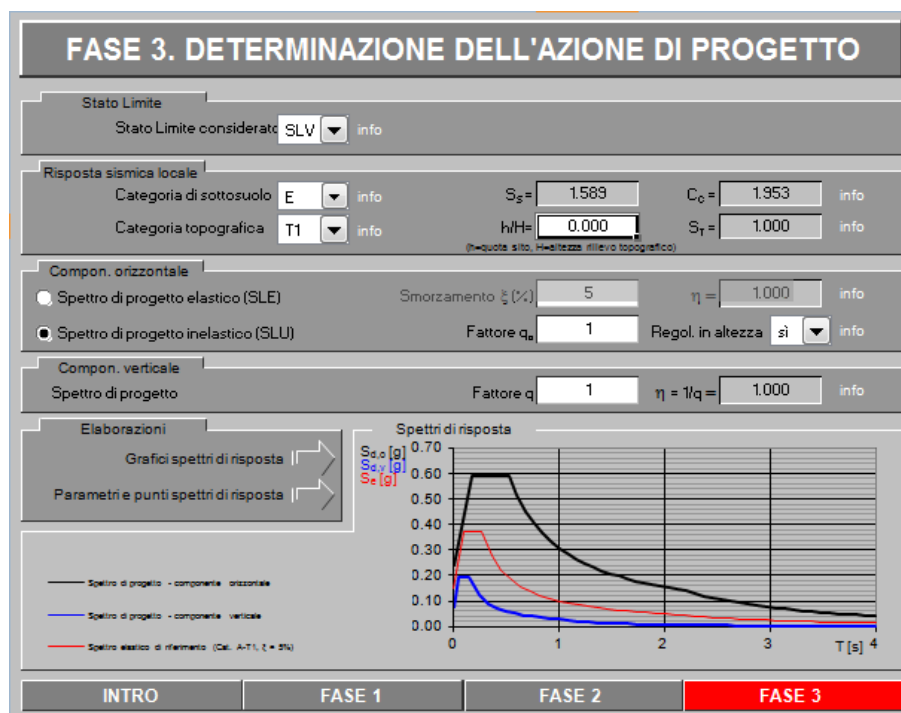 FASE 3. DETERMINAZIONE DELL'AZIONE DI PROGETTO
Stato Limite
Stato Limite considerato SLV info
Risposta sismica locale
Categoria di sottosuolo E info SS= 1.589 CC= 1.953 info
Categoria topografica T1 info h/H= 0.000 ST= 1.000 info
(h=quota sito, H=altezza rilievo topografico)
Compon. orizzontale
Spettro di progetto elastico (SLE) Smorzamento ξ (%) 5 η = 1.000 info
Spettro di progetto inelastico (SLU) Fattore qo 1 Regol. in altezza sì info
Compon. verticale
Spettro di progetto Fattore q 1 η = 1/q = 1.000 info
Elaborazioni
Grafici spettri di risposta
Parametri e punti spettri di risposta
Spettri di risposta
Sd,o [g]
Sd,v [g]
Se [g]
0.70
0.60
0.50
0.40
0.30
0.20
0.10
0.00
0 1 2 3 T [s] 4
Spettro di progetto - componente orizzontale
Spettro di progetto - componente verticale
Spettro elastico di riferimento (Cat. A-T1, ξ = 5%)
INTRO FASE 1 FASE 2 FASE 3